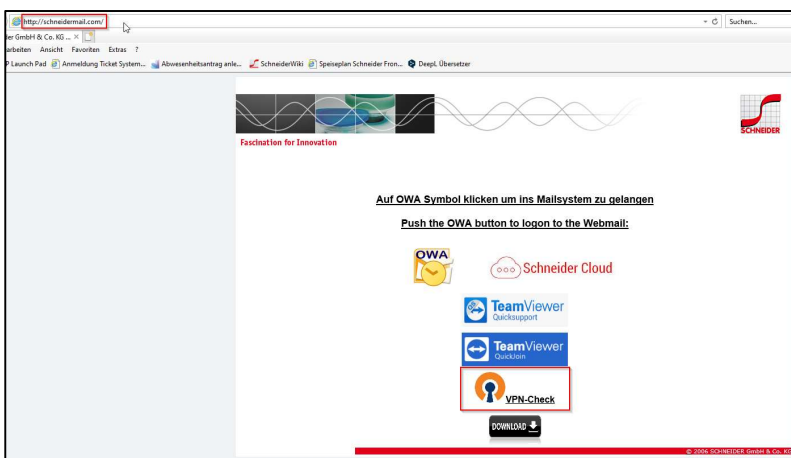 http://schneidermail.com/
Suchen...
ler GmbH & Co. KG ...
arbeiten Ansicht Favoriten Extras ?
P Launch Pad Anmeldung Ticket System... Abwesenheitsantrag anle... SchneiderWiki Speiseplan Schneider Fron... DeepL Übersetzer
SCHNEIDER
Fascination for Innovation
Auf OWA Symbol klicken um ins Mailsystem zu gelangen
Push the OWA button to logon to the Webmail:
OWA
Schneider Cloud
TeamViewer
Quicksupport
TeamViewer
QuickJoin
VPN-Check
DOWNLOAD
© 2006 SCHNEIDER GmbH & Co. KG